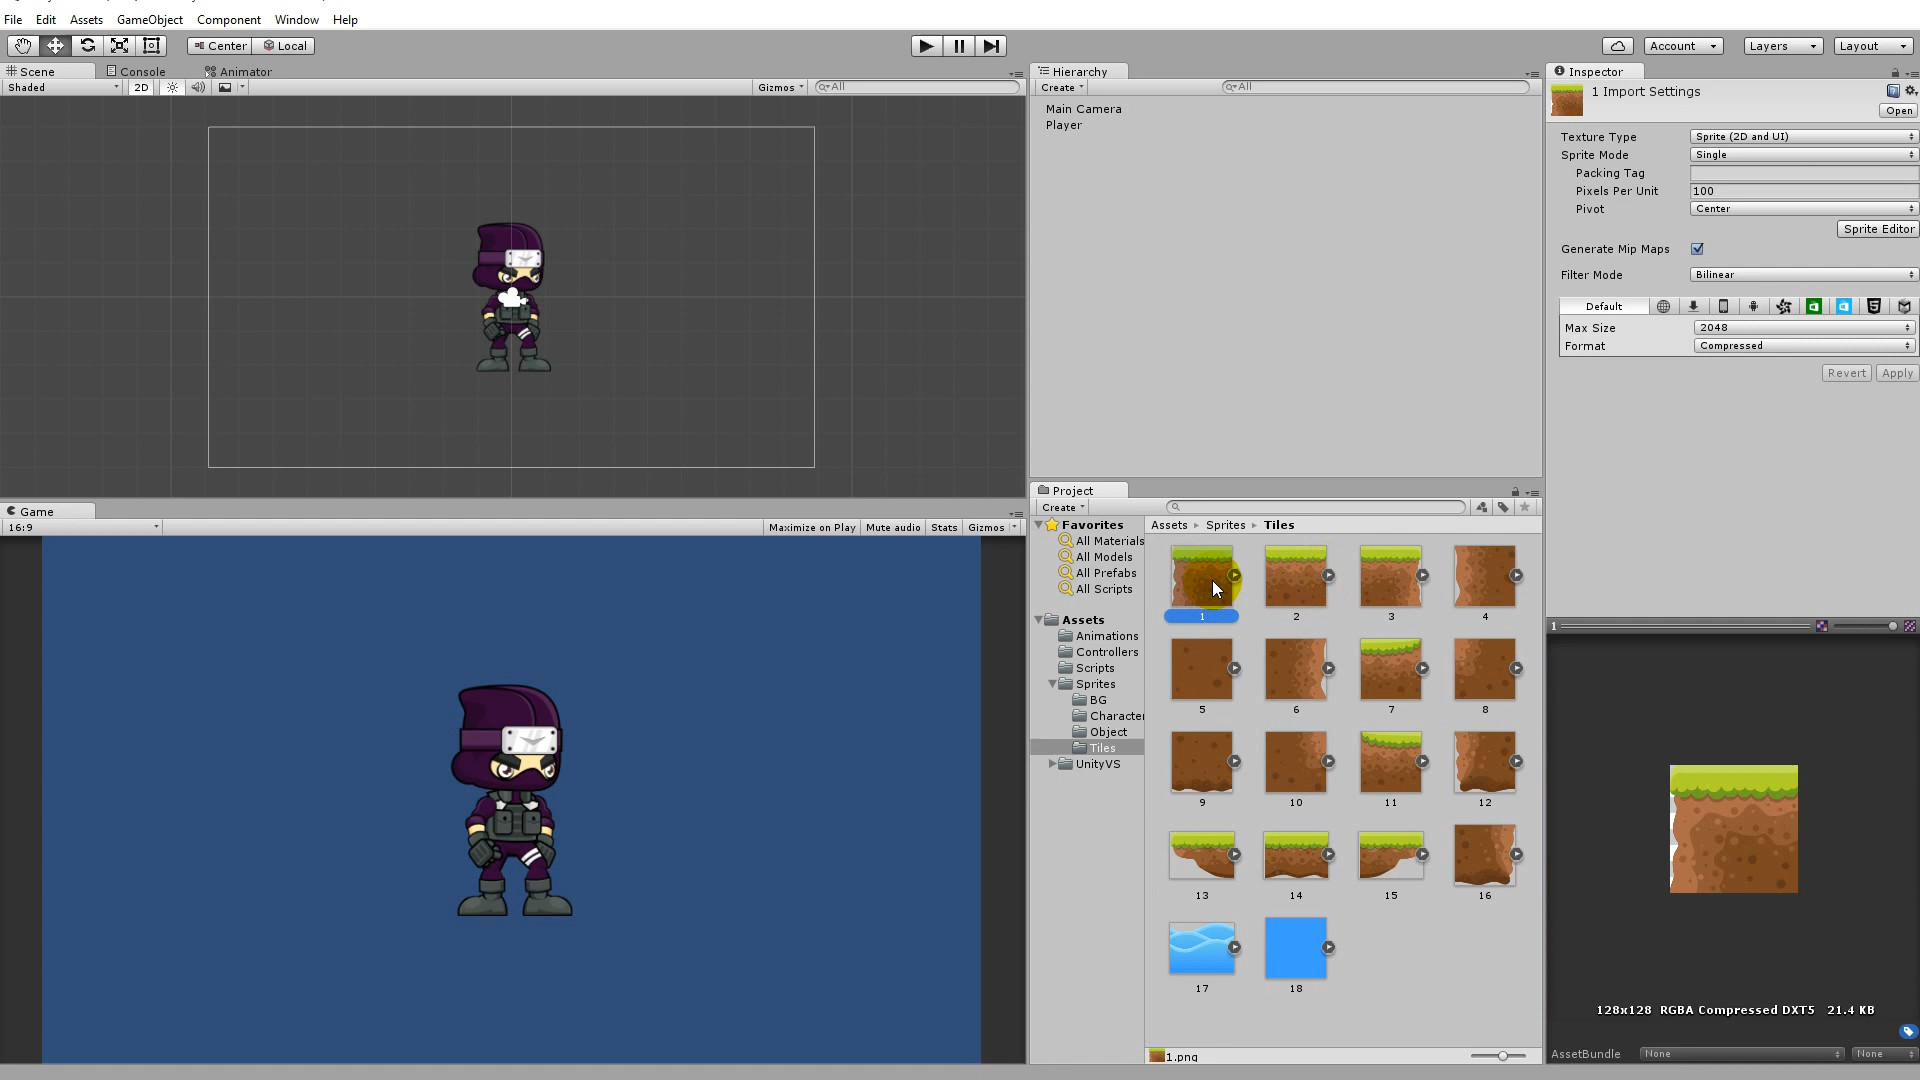 File Edit Assets GameObject Component Window Help
Center Local Account Layers Layout
Scene Console Animator
Shaded 2D Gizmos All
Hierarchy
Create All
Main Camera
Player
Inspector
1 Import Settings
Open
Texture Type Sprite (2D and UI)
Sprite Mode Single
Packing Tag
Pixels Per Unit 100
Pivot Center
Sprite Editor
Generate Mip Maps
Filter Mode Bilinear
Default
Max Size 2048
Format Compressed
Revert Apply
Game
16:9 Maximize on Play Mute audio Stats Gizmos
Project
Create
Favorites
All Materials
All Models
All Prefabs
All Scripts
Assets
Animations
Controllers
Scripts
Sprites
BG
Character
Object
Tiles
UnityVS
Assets Sprites Tiles
1 2 3 4
5 6 7 8
9 10 11 12
13 14 15 16
17 18
1.png
1
128x128 RGBA Compressed DXT5 21.4 KB
AssetBundle None None